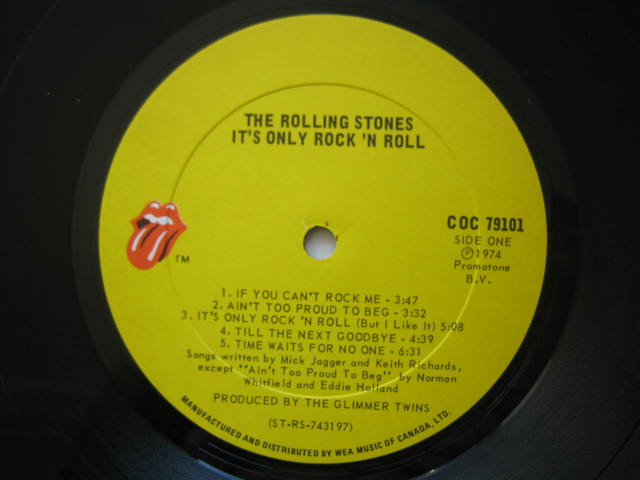 THE ROLLING STONES
IT'S ONLY ROCK 'N ROLL
COC 79101
SIDE ONE
Ⓟ1974
Promotone
B.V.
TM
1. IF YOU CAN'T ROCK ME - 3:47
2. AIN'T TOO PROUD TO BEG - 3:32
3. IT'S ONLY ROCK 'N ROLL (But I Like It) 5:08
4. TILL THE NEXT GOODBYE - 4:39
5. TIME WAITS FOR NO ONE - 6:31
Songs written by Mick Jagger and Keith Richards,
except "Ain't Too Proud To Beg" by Norman
Whitfield and Eddie Holland
PRODUCED BY THE GLIMMER TWINS
(ST-RS-743197)
MANUFACTURED AND DISTRIBUTED BY WEA MUSIC OF CANADA, LTD.